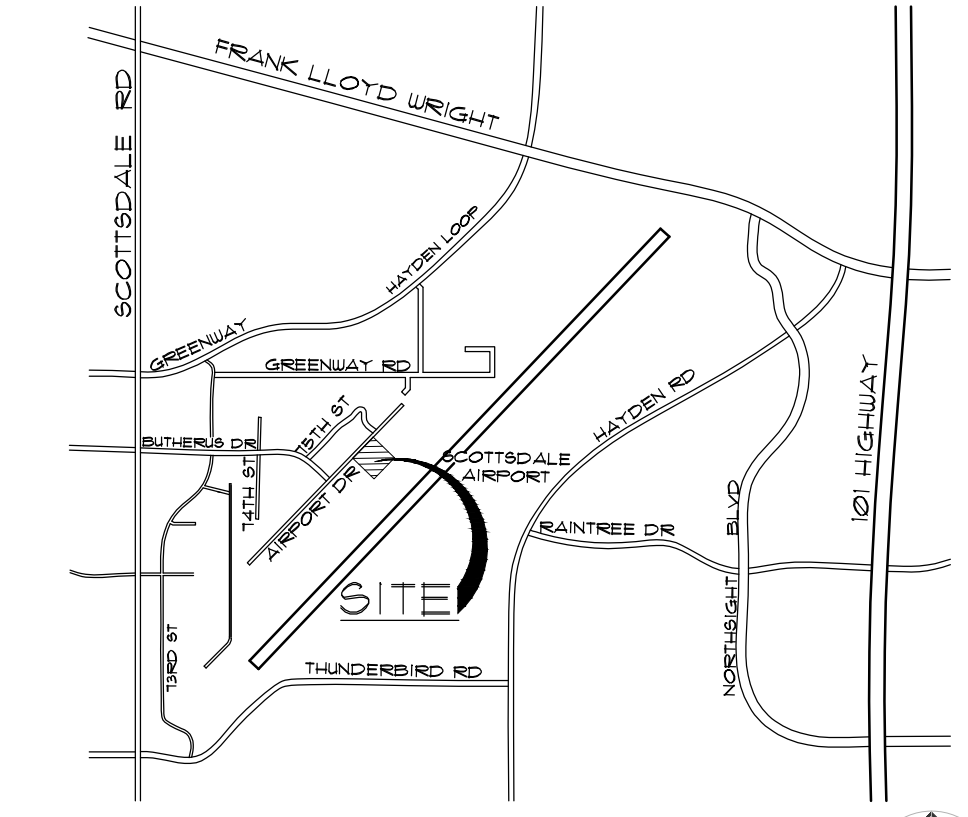 FRANK LLOYD WRIGHT
SCOTTSDALE RD
HAYDEN LOOP
GREENWAY
GREENWAY RD
HAYDEN RD
101 HIGHWAY
75TH ST
BUTHERUS DR
74TH ST
AIRPORT DR
SCOTTSDALE
AIRPORT
RAINTREE DR
NORTHSIGHT BLVD
SITE
73RD ST
THUNDERBIRD RD